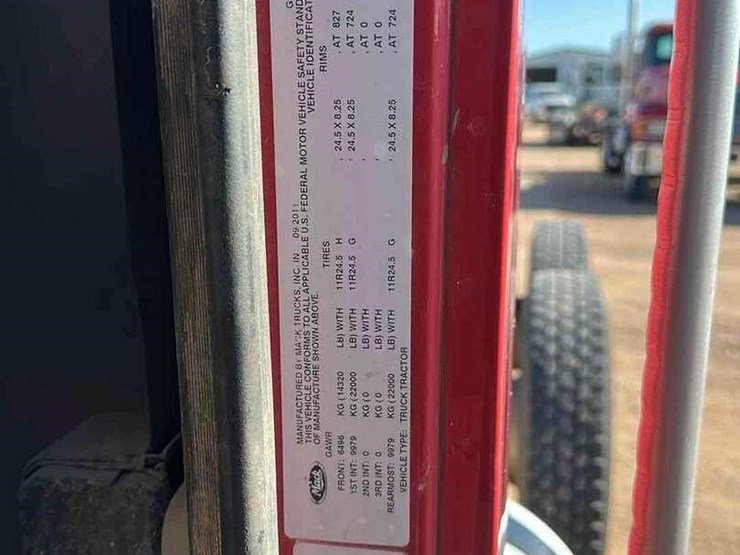 MANUFACTURED BY MACK TRUCKS, INC. IN 09 2011
THIS VEHICLE CONFORMS TO ALL APPLICABLE U.S. FEDERAL MOTOR VEHICLE SAFETY STAND
OF MANUFACTURE SHOWN ABOVE. VEHICLE IDENTIFICAT
GAWR TIRES RIMS
FRONT: 6496 KG (14320 LB) WITH 11R24.5 H , 24.5 X 8.25 , AT 827
1ST INT: 9979 KG (22000 LB) WITH 11R24.5 G , 24.5 X 8.25 , AT 724
2ND INT: 0 KG (0 LB) WITH , , AT 0
3RD INT: 0 KG (0 LB) WITH , , AT 0
REARMOST: 9979 KG (22000 LB) WITH 11R24.5 G , 24.5 X 8.25 , AT 724
VEHICLE TYPE: TRUCK TRACTOR
Mack